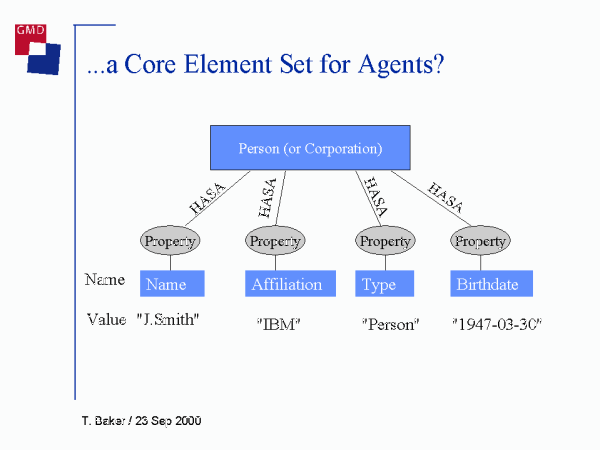 GMD
...a Core Element Set for Agents?
Person (or Corporation)
HASA HASA HASA HASA
Property Property Property Property
Name Name Affiliation Type Birthdate
Value "J.Smith" "IBM" "Person" "1947-03-30"
T. Baker / 23 Sep 2000